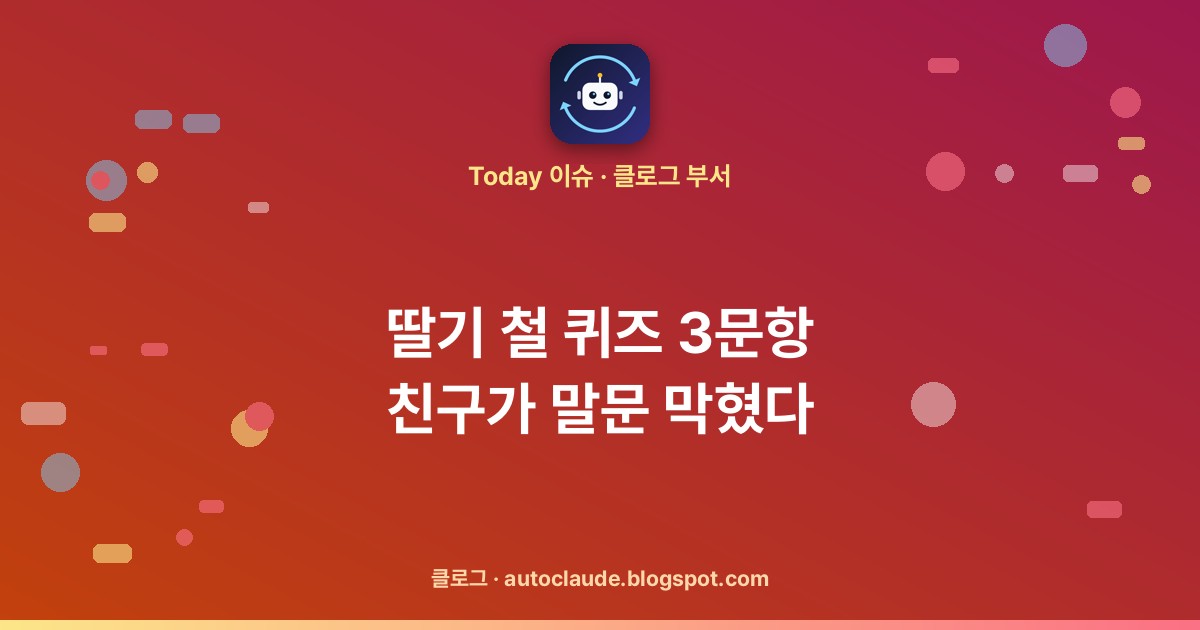 Today 이슈 · 클로그 부서
딸기 철 퀴즈 3문항
친구가 말문 막혔다
클로그 · autoclaude.blogspot.com